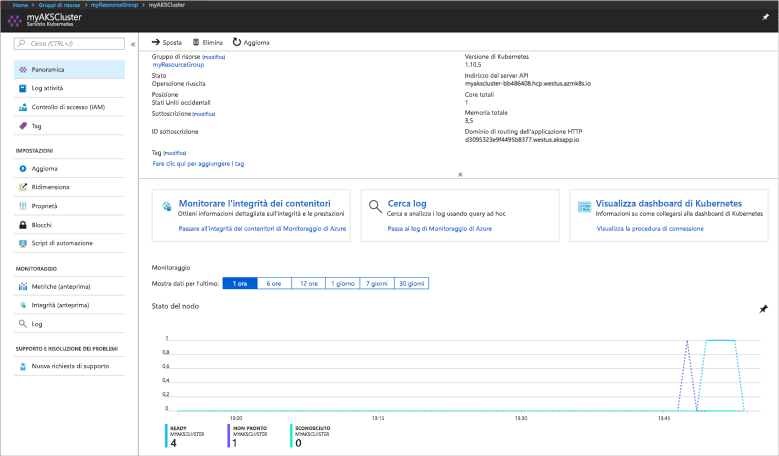 Home > Gruppi di risorse > myResourceGroup > myAKSCluster
myAKSCluster
Servizio Kubernetes
Cerca (CTRL+/)
«
Sposta
Elimina
Aggiorna
Panoramica
Log attività
Controllo di accesso (IAM)
Tag
IMPOSTAZIONI
Aggiorna
Ridimensiona
Proprietà
Blocchi
Script di automazione
MONITORAGGIO
Metriche (anteprima)
Integrità (anteprima)
Log
SUPPORTO E RISOLUZIONE DEI PROBLEMI
Nuova richiesta di supporto
Gruppo di risorse (modifica)
myResourceGroup
Stato
Operazione riuscita
Posizione
Stati Uniti occidentali
Sottoscrizione (modifica)
ID sottoscrizione
Tag (modifica)
Fare clic qui per aggiungere i tag
Versione di Kubernetes
1.10.5
Indirizzo del server API
myakscluster-bb486408.hcp.westus.azmk8s.io
Core totali
1
Memoria totale
3,5
Dominio di routing dell'applicazione HTTP
d3095323e9f4495b8377.westus.aksapp.io
Monitorare l'integrità dei contenitori
Ottieni informazioni dettagliate sull'integrità e le prestazioni
Passare all'integrità dei contenitori di Monitoraggio di Azure
Cerca log
Cerca e analizza i log usando query ad hoc
Passa ai log di Monitoraggio di Azure
Visualizza dashboard di Kubernetes
Informazioni su come collegarsi alla dashboard di Kubernetes
Visualizza la procedura di connessione
Monitoraggio
Mostra dati per l'ultimo:
1 ora
6 ore
12 ore
1 giorno
7 giorni
30 giorni
Stato del nodo
1
0,8
0,6
0,4
0,2
0
13:00
13:15
13:30
13:45
READY
MYAKSCLUSTER
4
NON PRONTO
MYAKSCLUSTER
1
SCONOSCIUTO
MYAKSCLUSTER
0